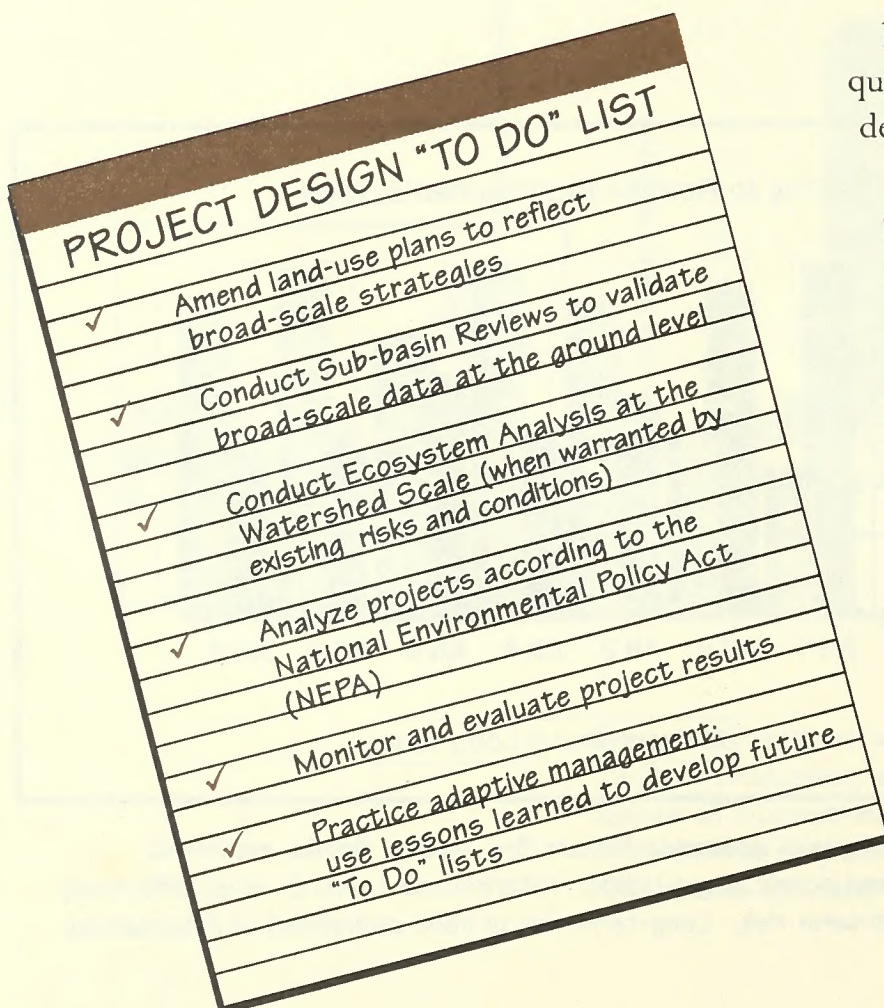 PROJECT DESIGN "TO DO" LIST
✓ Amend land-use plans to reflect
broad-scale strategies
✓ Conduct Sub-basin Reviews to validate
broad-scale data at the ground level
✓ Conduct Ecosystem Analysis at the
Watershed Scale (when warranted by
existing risks and conditions)
✓ Analyze projects according to the
National Environmental Policy Act
(NEPA)
✓ Monitor and evaluate project results
✓ Practice adaptive management:
use lessons learned to develop future
"To Do" lists
qu
de